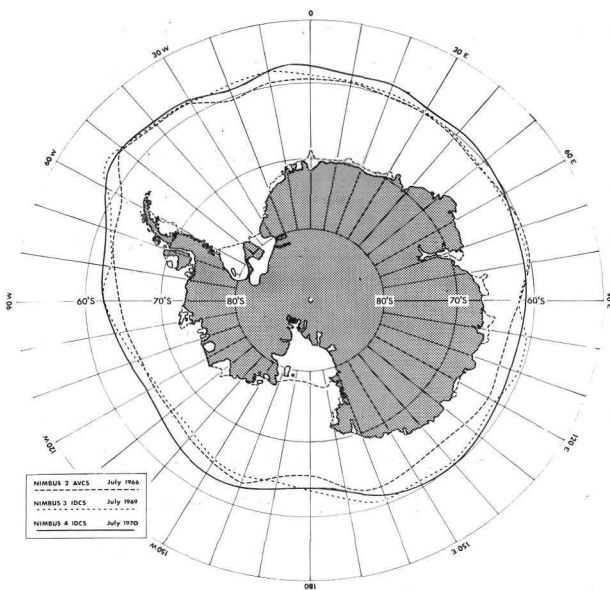 0
30 W
30 E
60 W
60 E
90 W
60°S
70°S
80°S
80°S
70°S
60°S
120 W
120 E
NIMBUS 2 AVCS July 1966
NIMBUS 3 IDCS July 1969
NIMBUS 4 IDCS July 1970
150 W
150 E
180